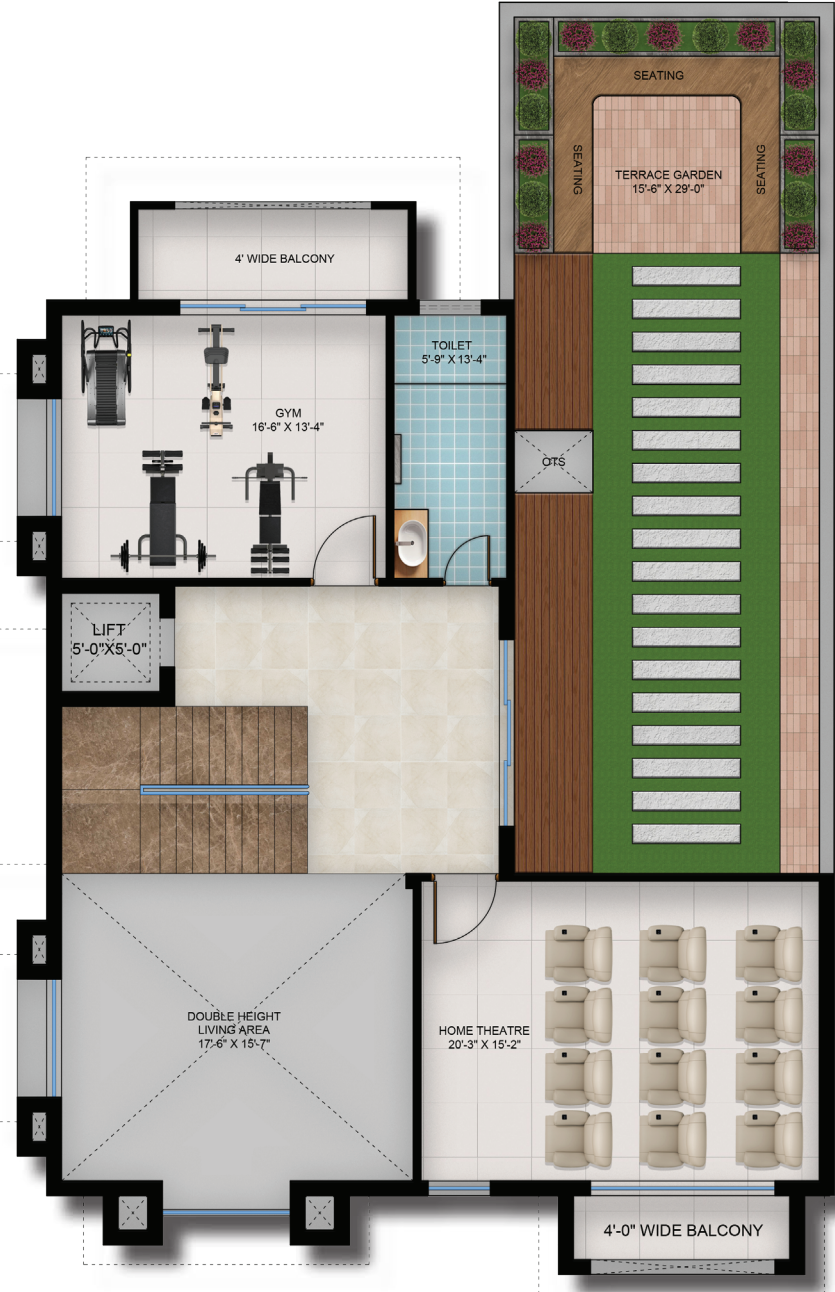 SEATING
SEATING
SEATING
TERRACE GARDEN
15'-6" X 29'-0"
4' WIDE BALCONY
TOILET
5'-9" X 13'-4"
GYM
16'-6" X 13'-4"
OTS
LIFT
5'-0"X5'-0"
DOUBLE HEIGHT
LIVING AREA
17'-6" X 15'-7"
HOME THEATRE
20'-3" X 15'-2"
4'-0" WIDE BALCONY